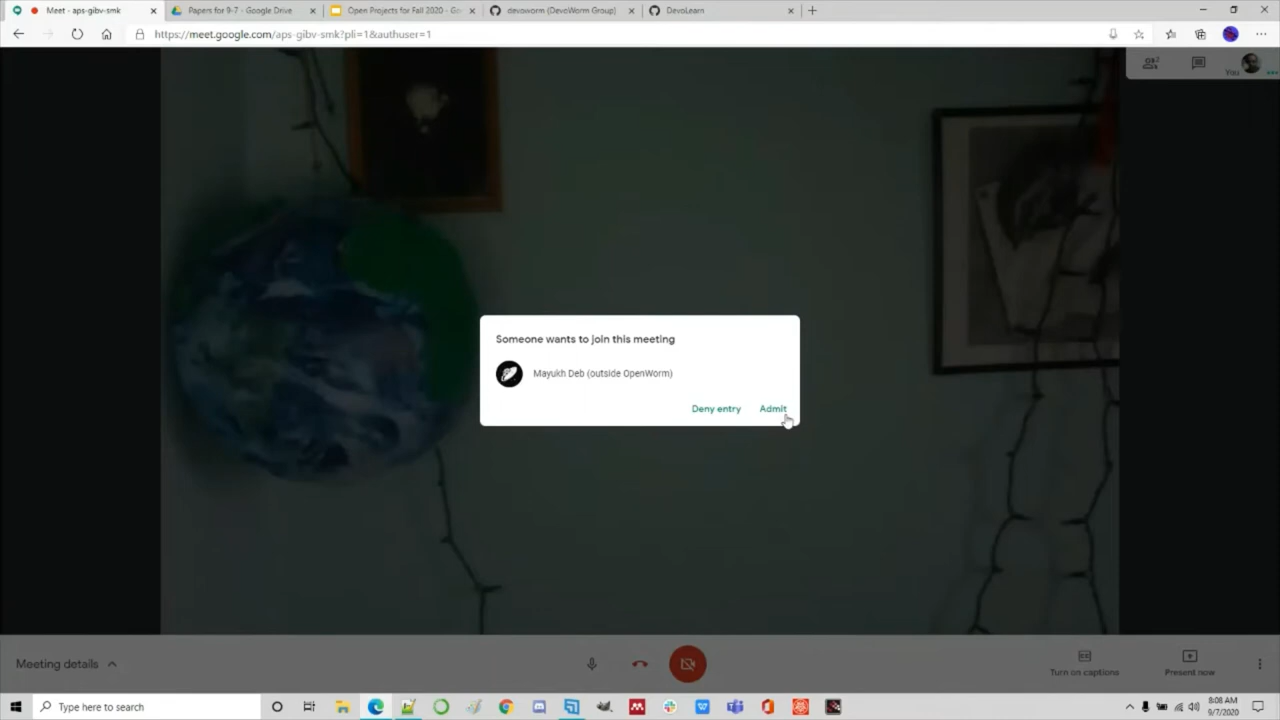 Meet - aps-gibv-smk
Papers for 9-7 - Google Drive
Open Projects for Fall 2020 - Go
devoworm (DevoWorm Group)
DevoLearn
https://meet.google.com/aps-gibv-smk?pli=1&authuser=1
2
You
Someone wants to join this meeting
Mayukh Deb (outside OpenWorm)
Deny entry
Admit
Meeting details
Turn on captions
Present now
Type here to search
8:08 AM
9/7/2020